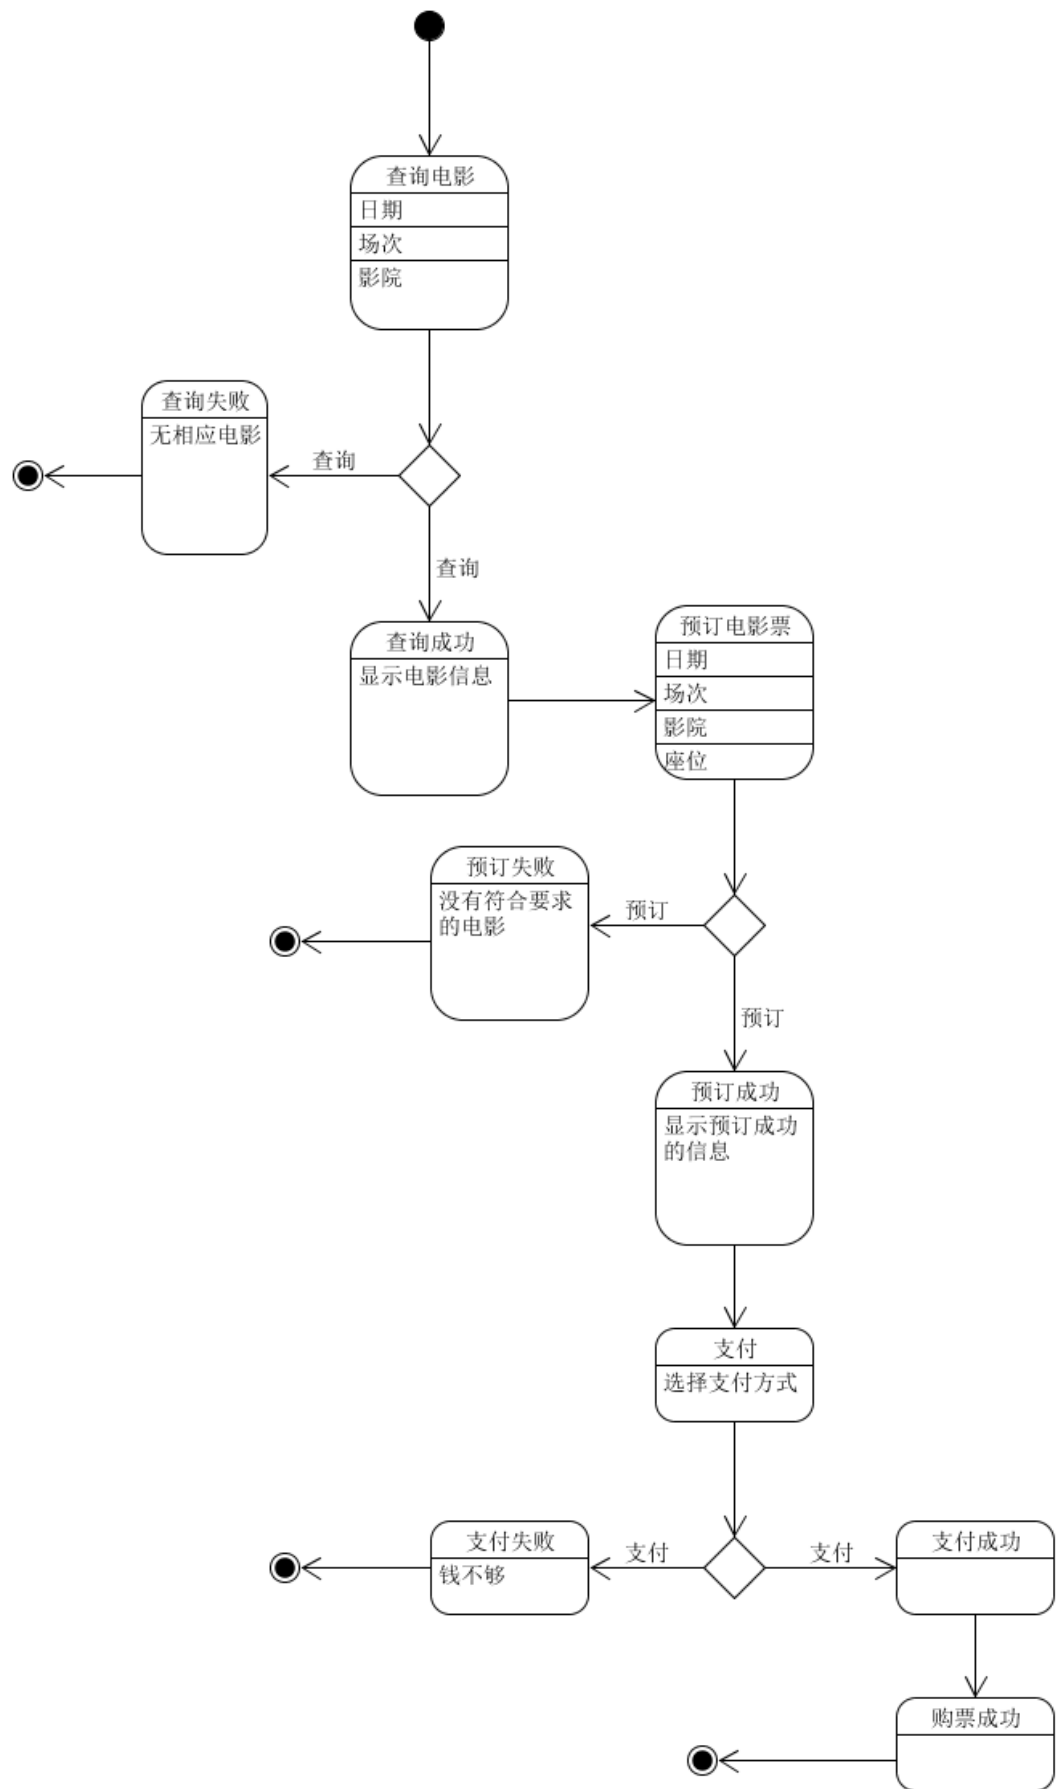 查询电影
日期
场次
影院
查询失败
无相应电影
查询
查询
查询成功
显示电影信息
预订电影票
日期
场次
影院
座位
预订失败
没有符合要求
的电影
预订
预订
预订成功
显示预订成功
的信息
支付
选择支付方式
支付失败
钱不够
支付
支付
支付成功
购票成功